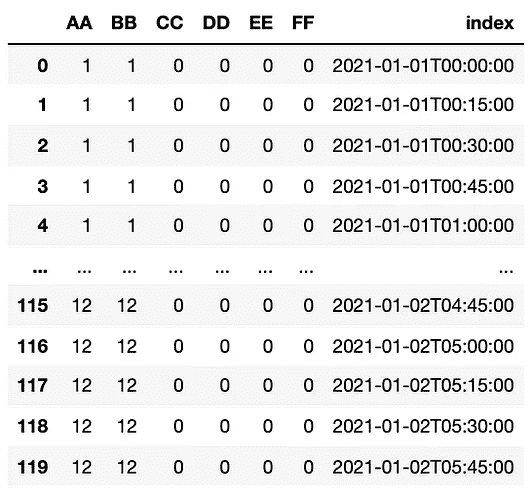 AA BB CC DD EE FF index
0 1 1 0 0 0 0 2021-01-01T00:00:00
1 1 1 0 0 0 0 2021-01-01T00:15:00
2 1 1 0 0 0 0 2021-01-01T00:30:00
3 1 1 0 0 0 0 2021-01-01T00:45:00
4 1 1 0 0 0 0 2021-01-01T01:00:00
... ... ... ... ... ... ... ...
115 12 12 0 0 0 0 2021-01-02T04:45:00
116 12 12 0 0 0 0 2021-01-02T05:00:00
117 12 12 0 0 0 0 2021-01-02T05:15:00
118 12 12 0 0 0 0 2021-01-02T05:30:00
119 12 12 0 0 0 0 2021-01-02T05:45:00